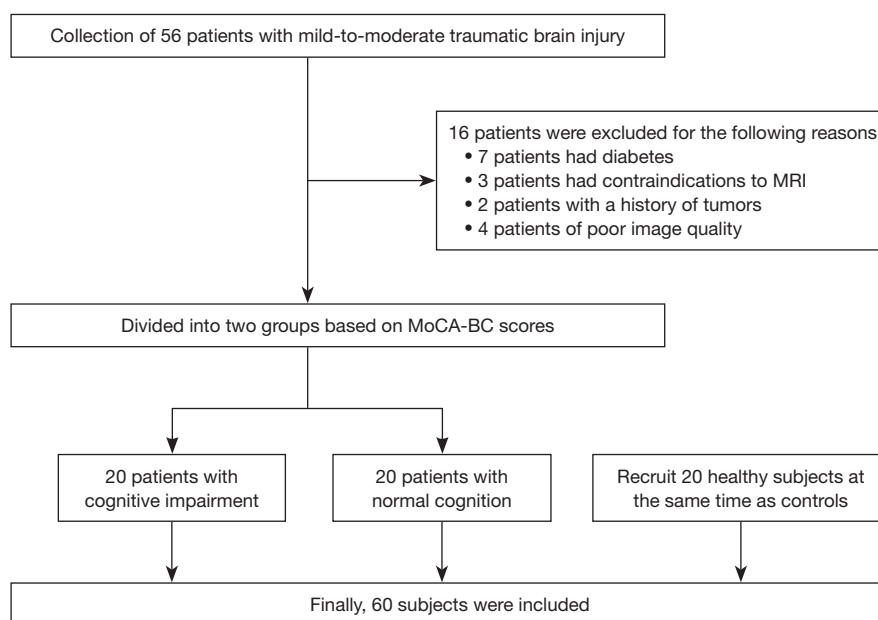 Collection of 56 patients with mild-to-moderate traumatic brain injury
16 patients were excluded for the following reasons
• 7 patients had diabetes
• 3 patients had contraindications to MRI
• 2 patients with a history of tumors
• 4 patients of poor image quality
Divided into two groups based on MoCA-BC scores
20 patients with
cognitive impairment
20 patients with
normal cognition
Recruit 20 healthy subjects at
the same time as controls
Finally, 60 subjects were included